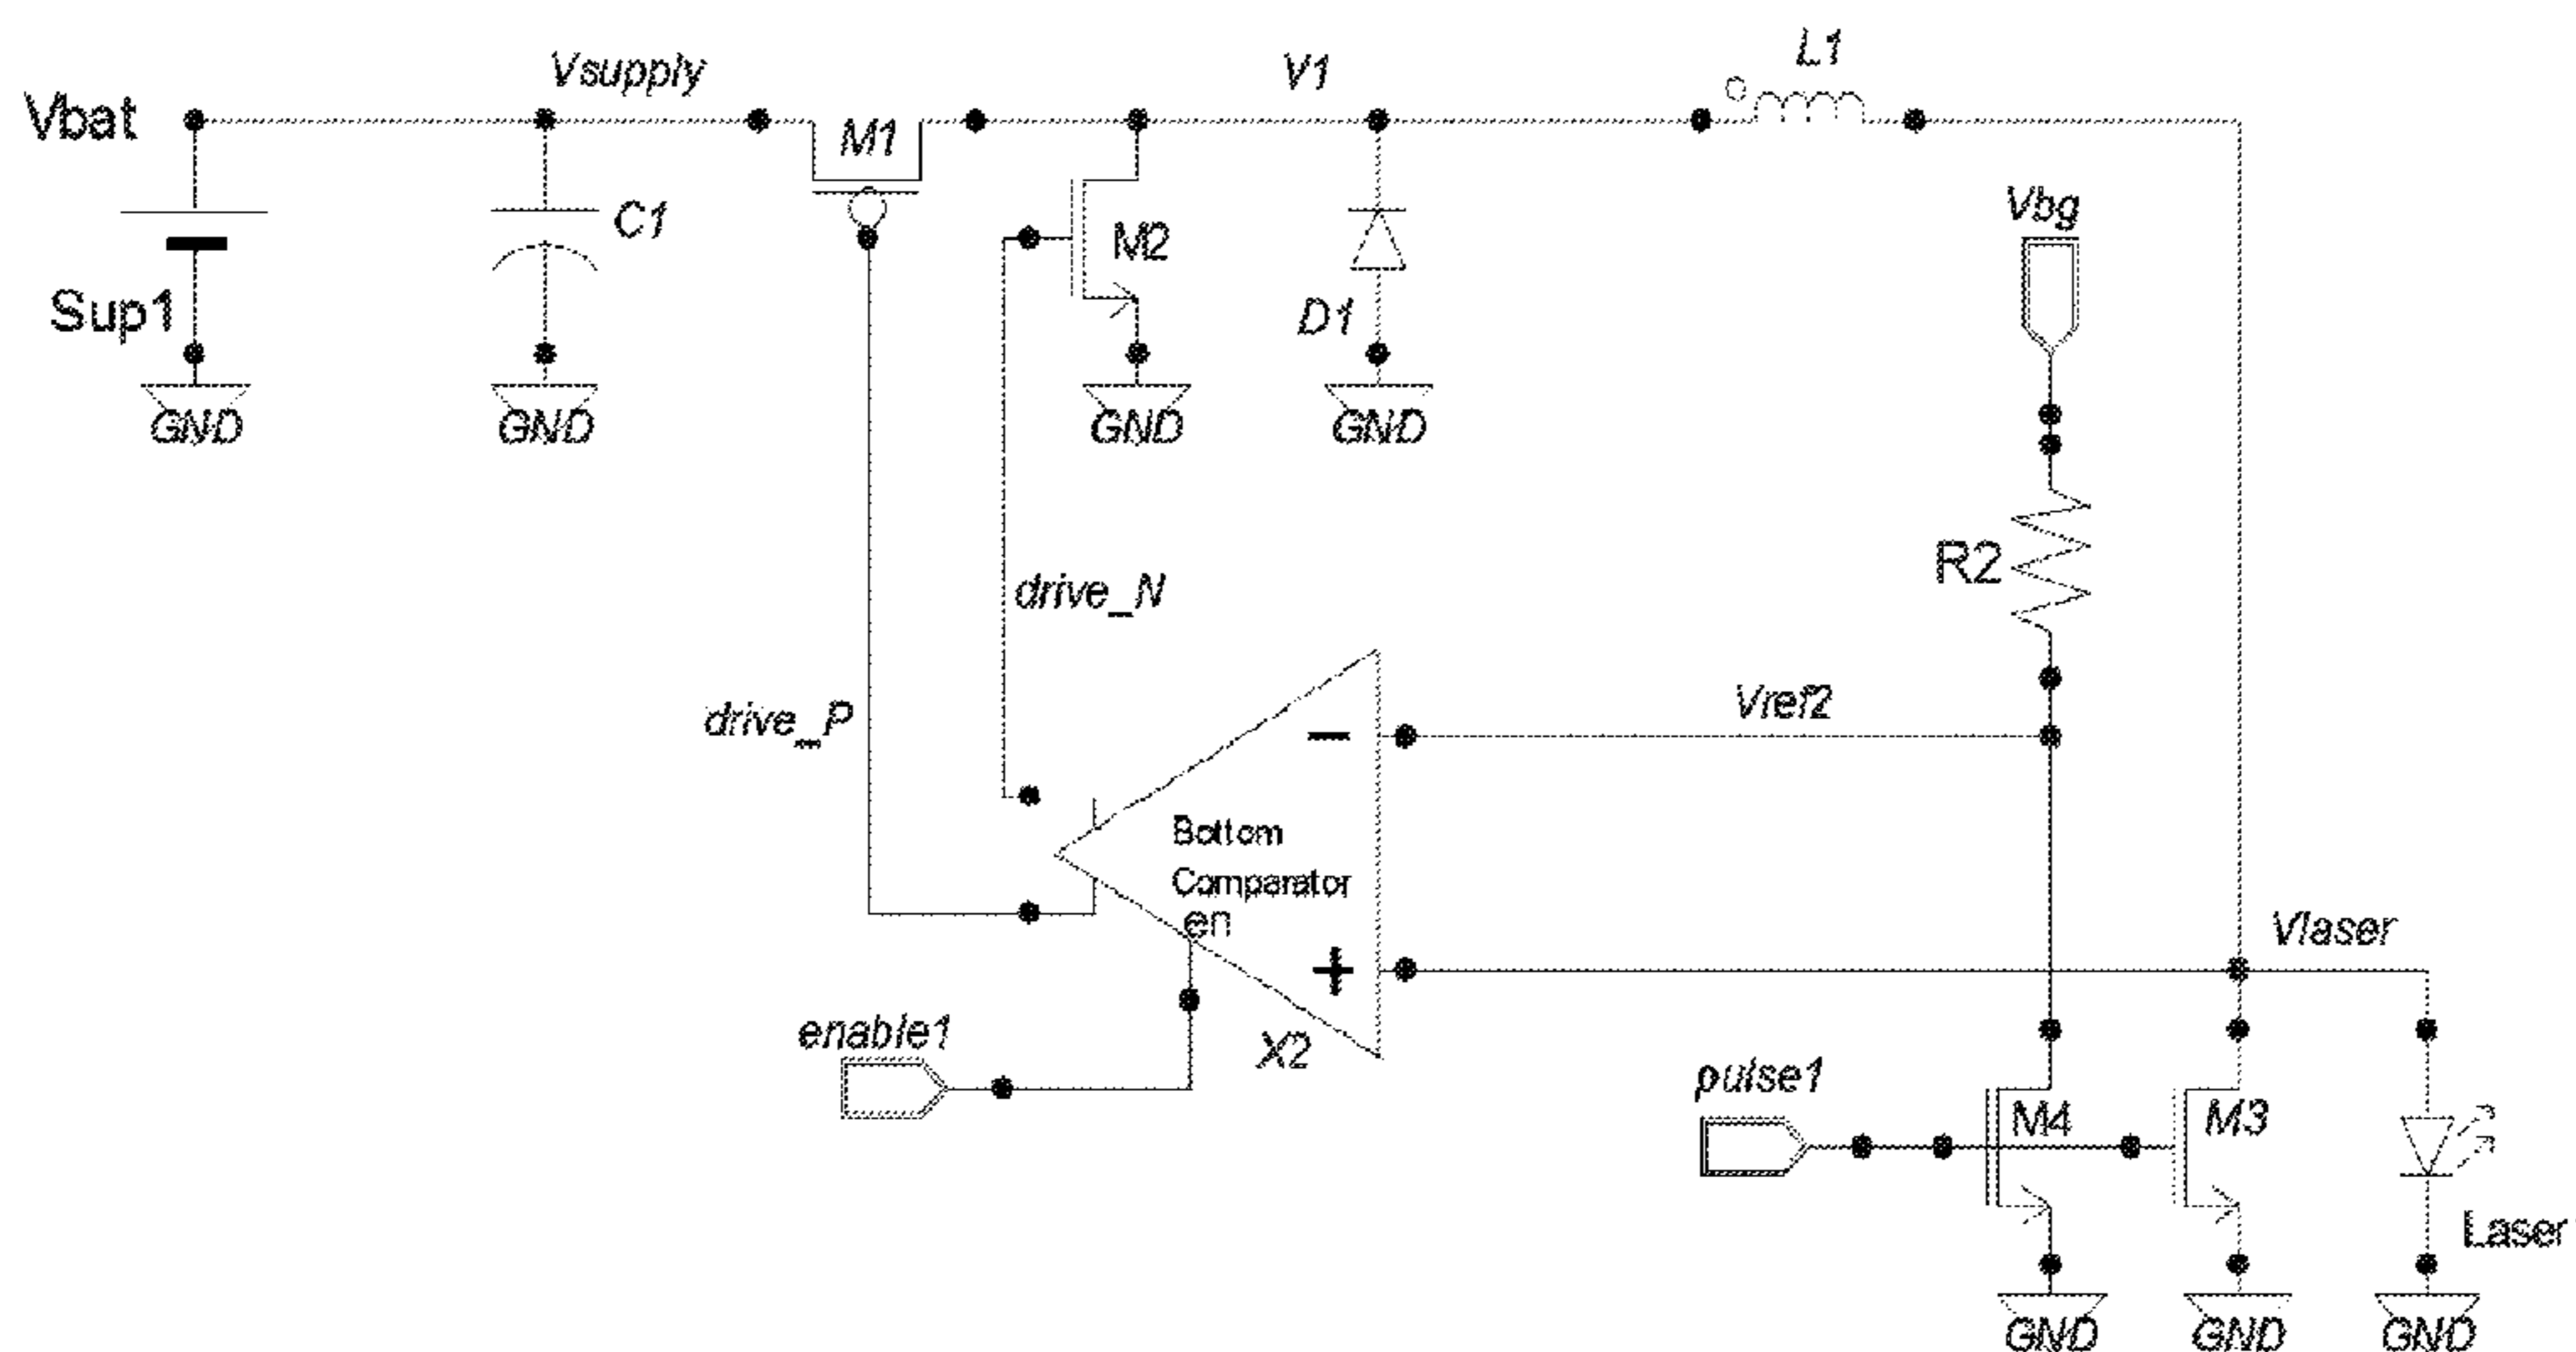 Vbat
Vsupply
V1
L1
M1
C1
M2
Vbg
Sup1
D1
GND
GND
GND
GND
R2
drive_N
drive_P
Vref2
−
Bottom
Comparator
en
+
Vlaser
enable1
X2
pulse1
M4
M3
Laser
GND
GND
GND